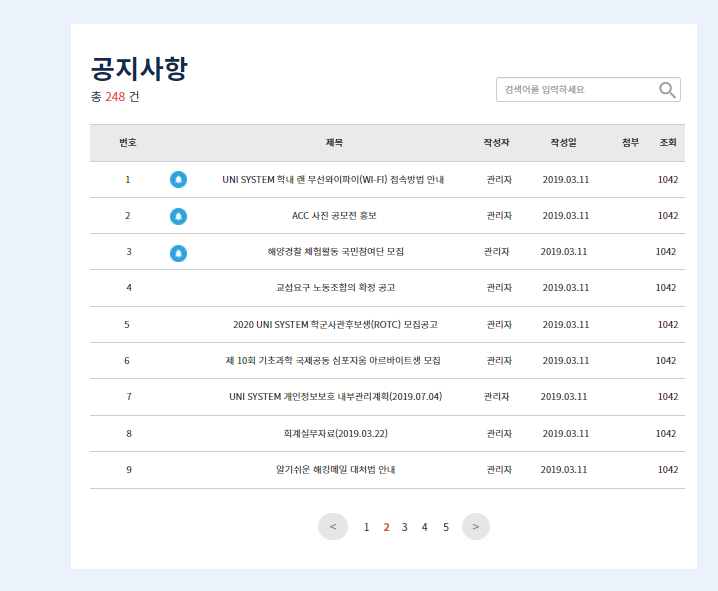 공지사항
총 248 건
검색어를 입력하세요
번호 제목 작성자 작성일 첨부 조회
1 UNI SYSTEM 학내 랜 무선와이파이(WI-FI) 접속방법 안내 관리자 2019.03.11 1042
2 ACC 사진 공모전 홍보 관리자 2019.03.11 1042
3 해양경찰 체험활동 국민참여단 모집 관리자 2019.03.11 1042
4 교섭요구 노동조합의 확정 공고 관리자 2019.03.11 1042
5 2020 UNI SYSTEM 학군사관후보생(ROTC) 모집공고 관리자 2019.03.11 1042
6 제 10회 기초과학 국제공동 심포지움 아르바이트생 모집 관리자 2019.03.11 1042
7 UNI SYSTEM 개인정보보호 내부관리계획(2019.07.04) 관리자 2019.03.11 1042
8 회계실무자료(2019.03.22) 관리자 2019.03.11 1042
9 알기쉬운 해킹메일 대처법 안내 관리자 2019.03.11 1042
< 1 2 3 4 5 >